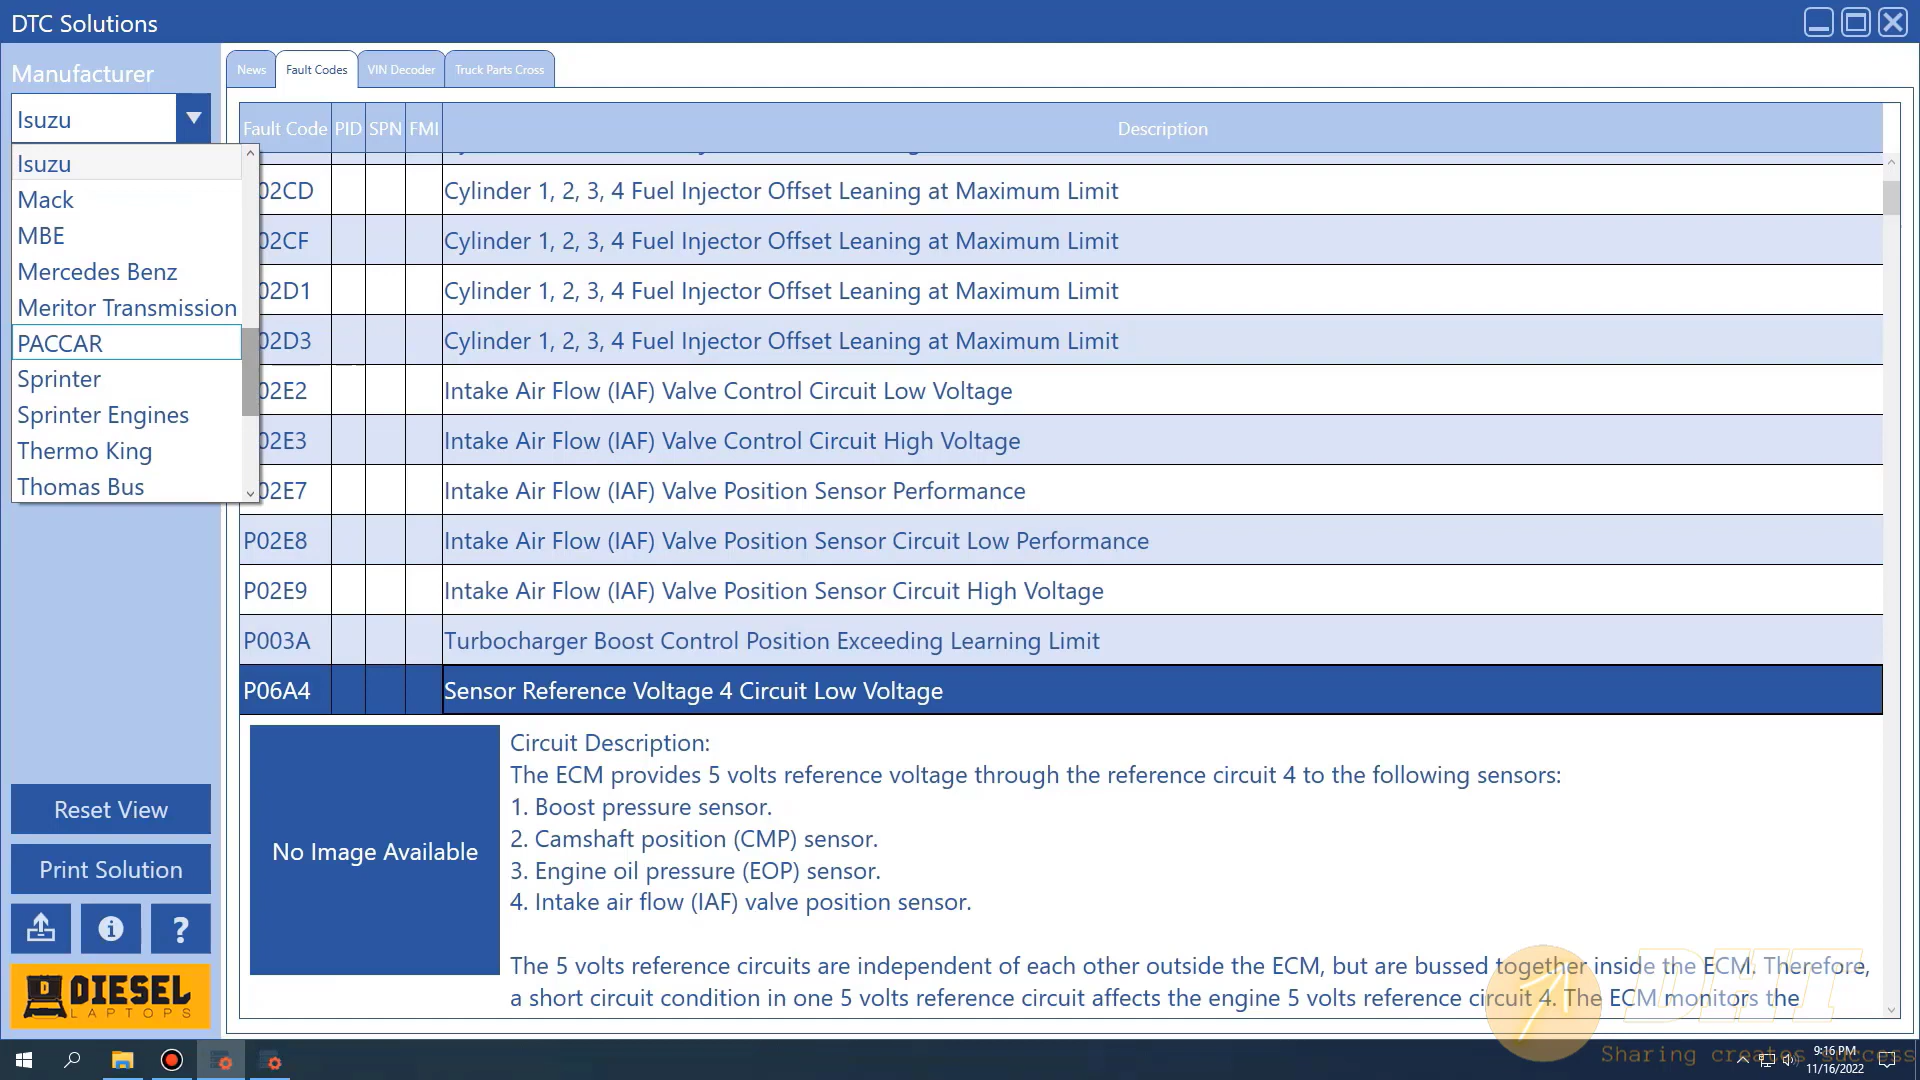 DTC Solutions
Manufacturer
Isuzu
Isuzu
Mack
MBE
Mercedes Benz
Meritor Transmission
PACCAR
Sprinter
Sprinter Engines
Thermo King
Thomas Bus
Reset View
Print Solution
i
?
DIESEL
LAPTOPS
News
Fault Codes
VIN Decoder
Truck Parts Cross
Fault Code PID SPN FMI Description
02CD Cylinder 1, 2, 3, 4 Fuel Injector Offset Leaning at Maximum Limit
02CF Cylinder 1, 2, 3, 4 Fuel Injector Offset Leaning at Maximum Limit
02D1 Cylinder 1, 2, 3, 4 Fuel Injector Offset Leaning at Maximum Limit
02D3 Cylinder 1, 2, 3, 4 Fuel Injector Offset Leaning at Maximum Limit
02E2 Intake Air Flow (IAF) Valve Control Circuit Low Voltage
02E3 Intake Air Flow (IAF) Valve Control Circuit High Voltage
02E7 Intake Air Flow (IAF) Valve Position Sensor Performance
P02E8 Intake Air Flow (IAF) Valve Position Sensor Circuit Low Performance
P02E9 Intake Air Flow (IAF) Valve Position Sensor Circuit High Voltage
P003A Turbocharger Boost Control Position Exceeding Learning Limit
P06A4 Sensor Reference Voltage 4 Circuit Low Voltage
No Image Available
Circuit Description:
The ECM provides 5 volts reference voltage through the reference circuit 4 to the following sensors:
1. Boost pressure sensor.
2. Camshaft position (CMP) sensor.
3. Engine oil pressure (EOP) sensor.
4. Intake air flow (IAF) valve position sensor.
The 5 volts reference circuits are independent of each other outside the ECM, but are bussed together inside the ECM. Therefore,
a short circuit condition in one 5 volts reference circuit affects the engine 5 volts reference circuit 4. The ECM monitors the
DHT
Sharing creates success
9:16 PM
11/16/2022